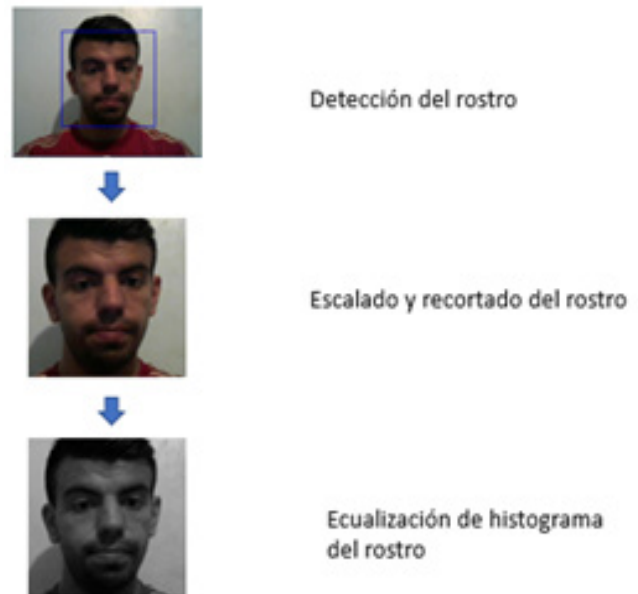 Detección del rostro
Escalado y recortado del rostro
Ecualización de histograma
del rostro